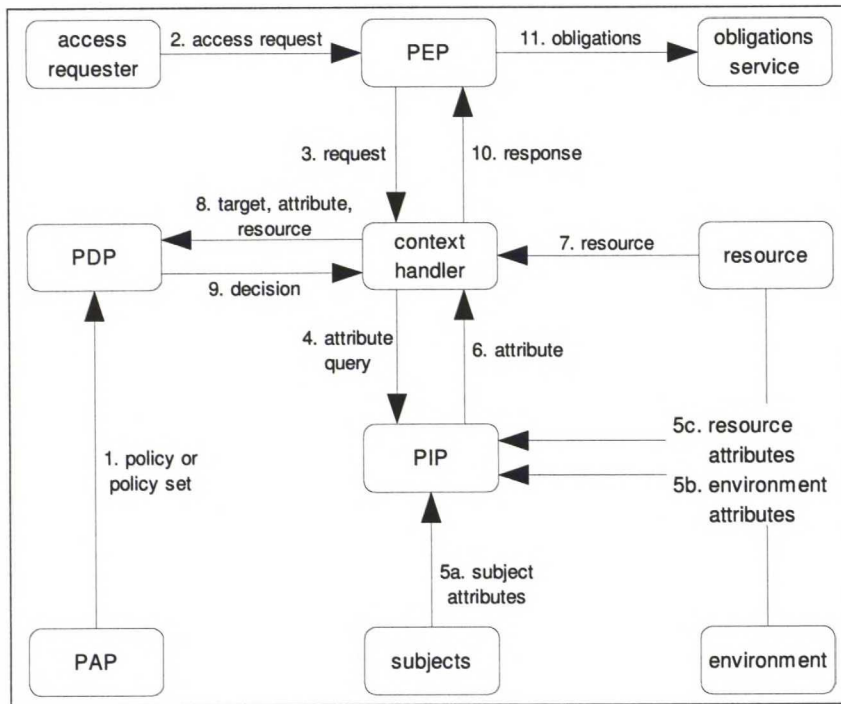 access
requester
2. access request
PEP
11. obligations
obligations
service
3. request
10. response
8. target, attribute,
resource
PDP
context
handler
7. resource
resource
9. decision
4. attribute
query
6. attribute
1. policy or
policy set
PIP
5c. resource
attributes
5b. environment
attributes
5a. subject
attributes
PAP
subjects
environment